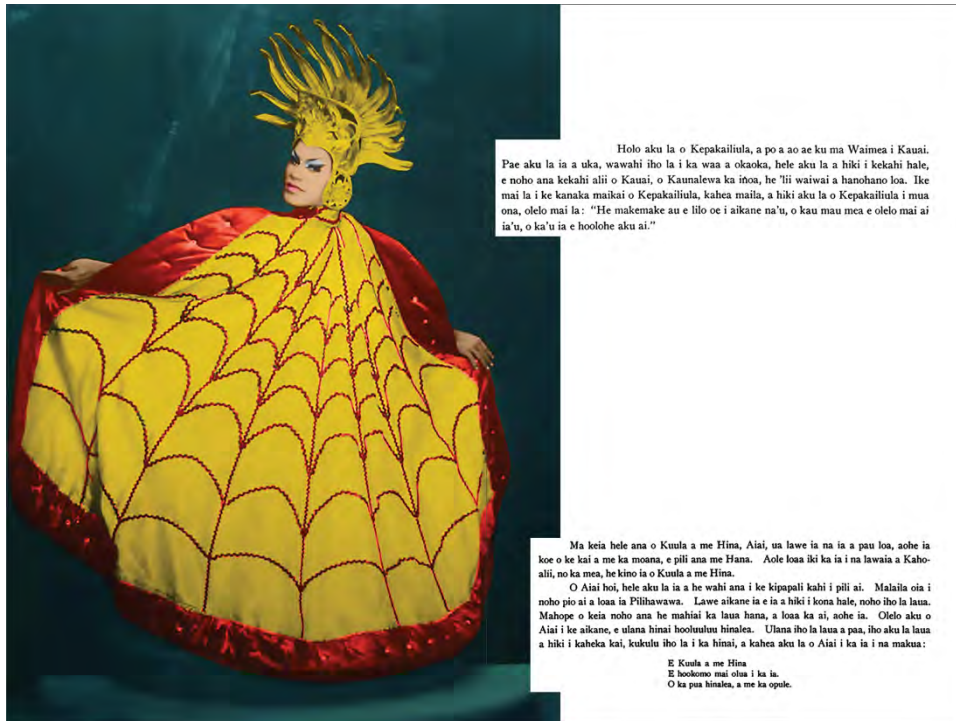 Holo aku la o Kepakailiula, a po a ao ae ku ma Waimea i Kauai.
Pae aku la ia a uka, wawahi iho la i ka waa a okaoka, hele aku la a hiki i kekahi hale,
e noho ana kekahi alii o Kauai, o Kaunalewa ka inoa, he 'lii waiwai a hanohano loa. Ike
mai la i ke kanaka maikai o Kepakailiula, kahea maila, a hiki aku la o Kepakailiula i mua
ona, olelo mai la: "He makemake au e lilo oe i aikane na'u, o kau mau mea e olelo mai ai
ia'u, o ka'u ia e hoolohe aku ai."
Ma keia hele ana o Kuula a me Hina, Aiai, ua lawe ia na ia a pau loa, aohe ia
koe o ke kai a me ka moana, e pili ana me Hana. Aole loaa iki ka ia i na lawaia a Kaho-
alii, no ka mea, he kino ia o Kuula a me Hina.
O Aiai hoi, hele aku la ia a he wahi ana i ke kipapali kahi i pili ai. Malaila oia i
noho pio ai a loaa ia Pilihawawa. Lawe aikane ia e ia a hiki i kona hale, noho iho la laua.
Mahope o keia noho ana he mahiai ka laua hana, a loaa ka ai, aohe ia. Olelo aku o
Aiai i ke aikane, e ulana hinai hooluuluu hinalea. Ulana iho la laua a paa, iho aku la laua
a hiki i kaheka kai, kukulu iho la i ka hinai, a kahea aku la o Aiai i ka ia i na makua:
E Kuula a me Hina
E hookomo mai olua i ka ia.
O ka pua hinalea, a me ka opule.